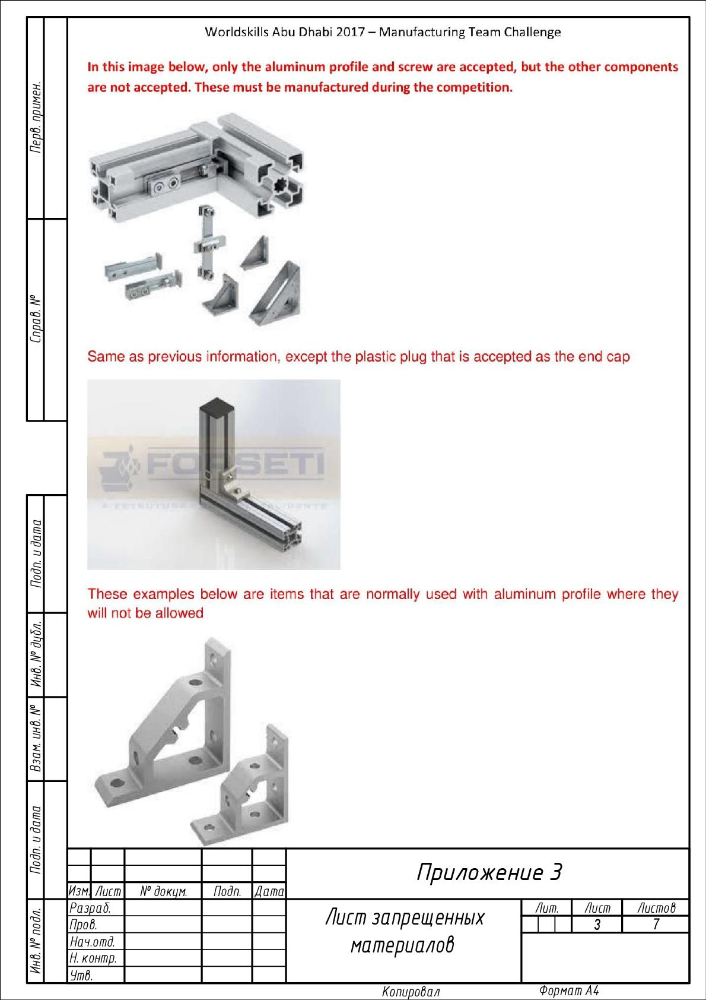 Worldskills Abu Dhabi 2017 – Manufacturing Team Challenge
In this image below, only the aluminum profile and screw are accepted, but the other components
are not accepted. These must be manufactured during the competition.
Same as previous information, except the plastic plug that is accepted as the end cap
FORSETI
These examples below are items that are normally used with aluminum profile where they
will not be allowed
Перв. примен.
Справ. №
Подп. и дата
Инв. № дубл.
Взам. инв. №
Подп. и дата
Инв. № подл.
Изм. Лист № докум. Подп. Дата
Разраб.
Пров.
Нач.отд.
Н. контр.
Утв.
Приложение 3
Лист запрещенных
материалов
Лит. Лист Листов
3 7
Копировал Формат А4